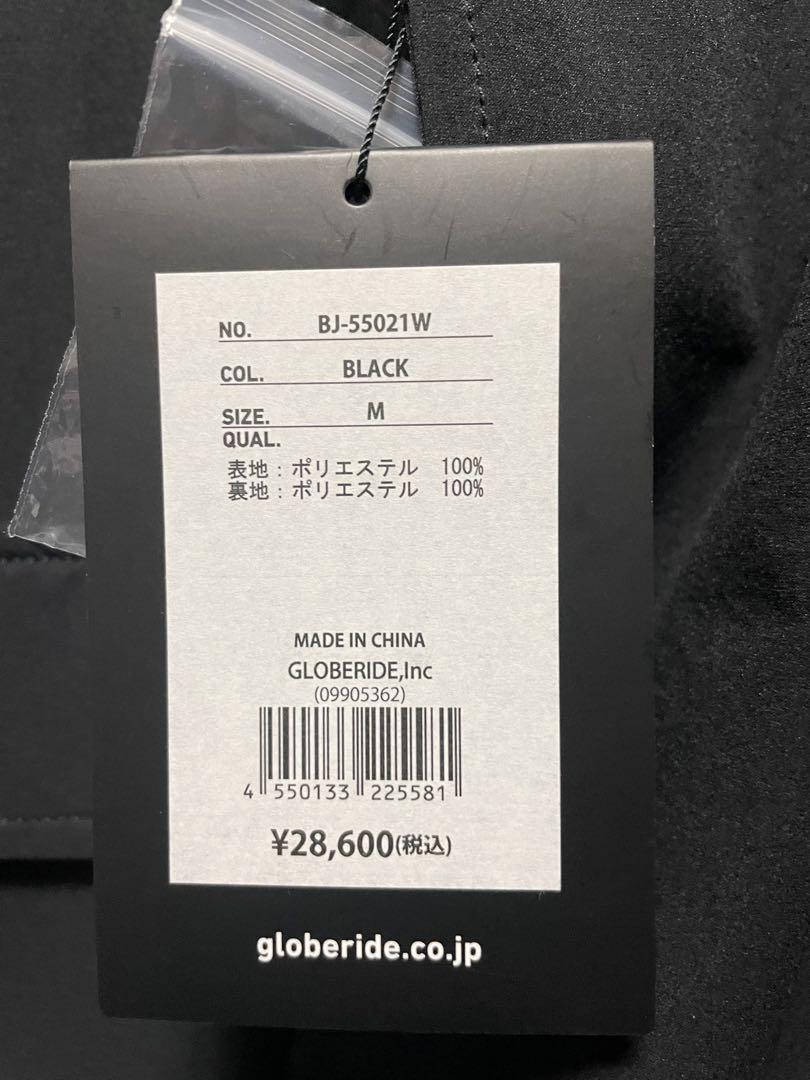 NO. BJ-55021W
COL. BLACK
SIZE. M
QUAL.
表地：ポリエステル 100%
裏地：ポリエステル 100%
MADE IN CHINA
GLOBERIDE,Inc
(09905362)
4 550133 225581
¥28,600(税込)
globeride.co.jp